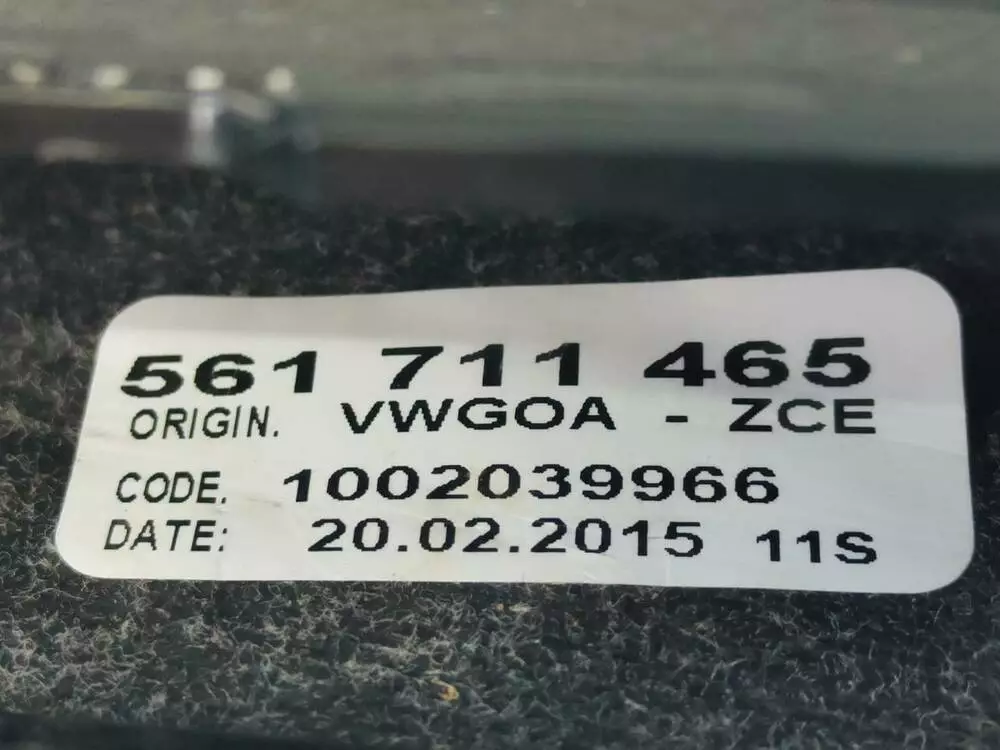 561 711 465
ORIGIN. VWGOA - ZCE
CODE. 1002039966
DATE: 20.02.2015 11S